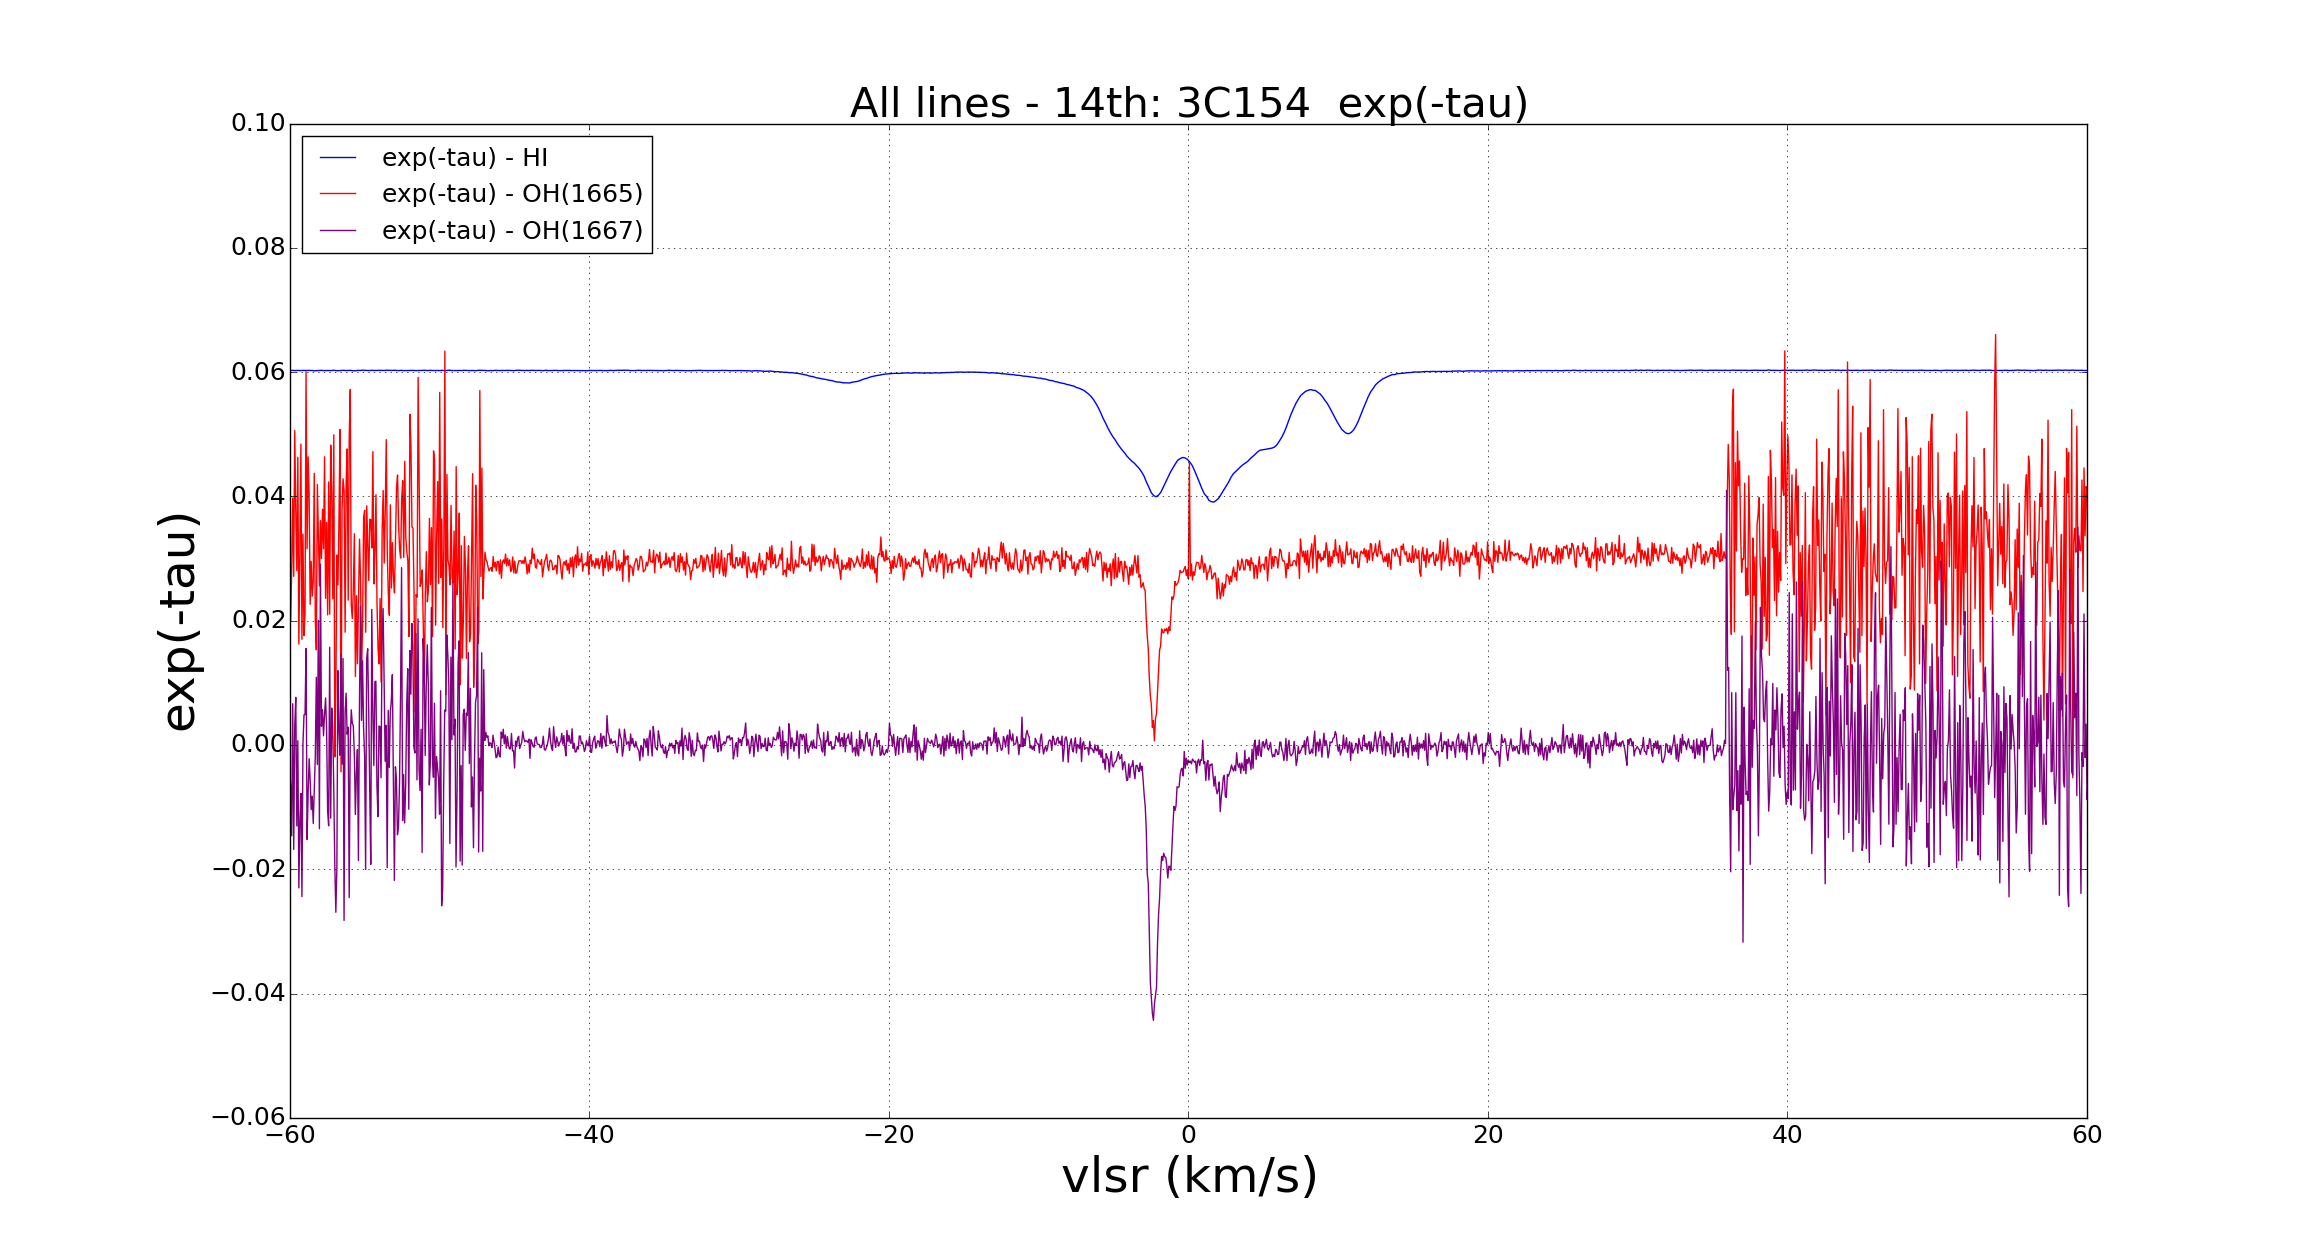 All lines - 14th: 3C154  exp(-tau)
exp(-tau) - HI
exp(-tau) - OH(1665)
exp(-tau) - OH(1667)
exp(-tau)
0.10
0.08
0.06
0.04
0.02
0.00
−0.02
−0.04
−0.06
−60
−40
−20
0
20
40
60
vlsr (km/s)